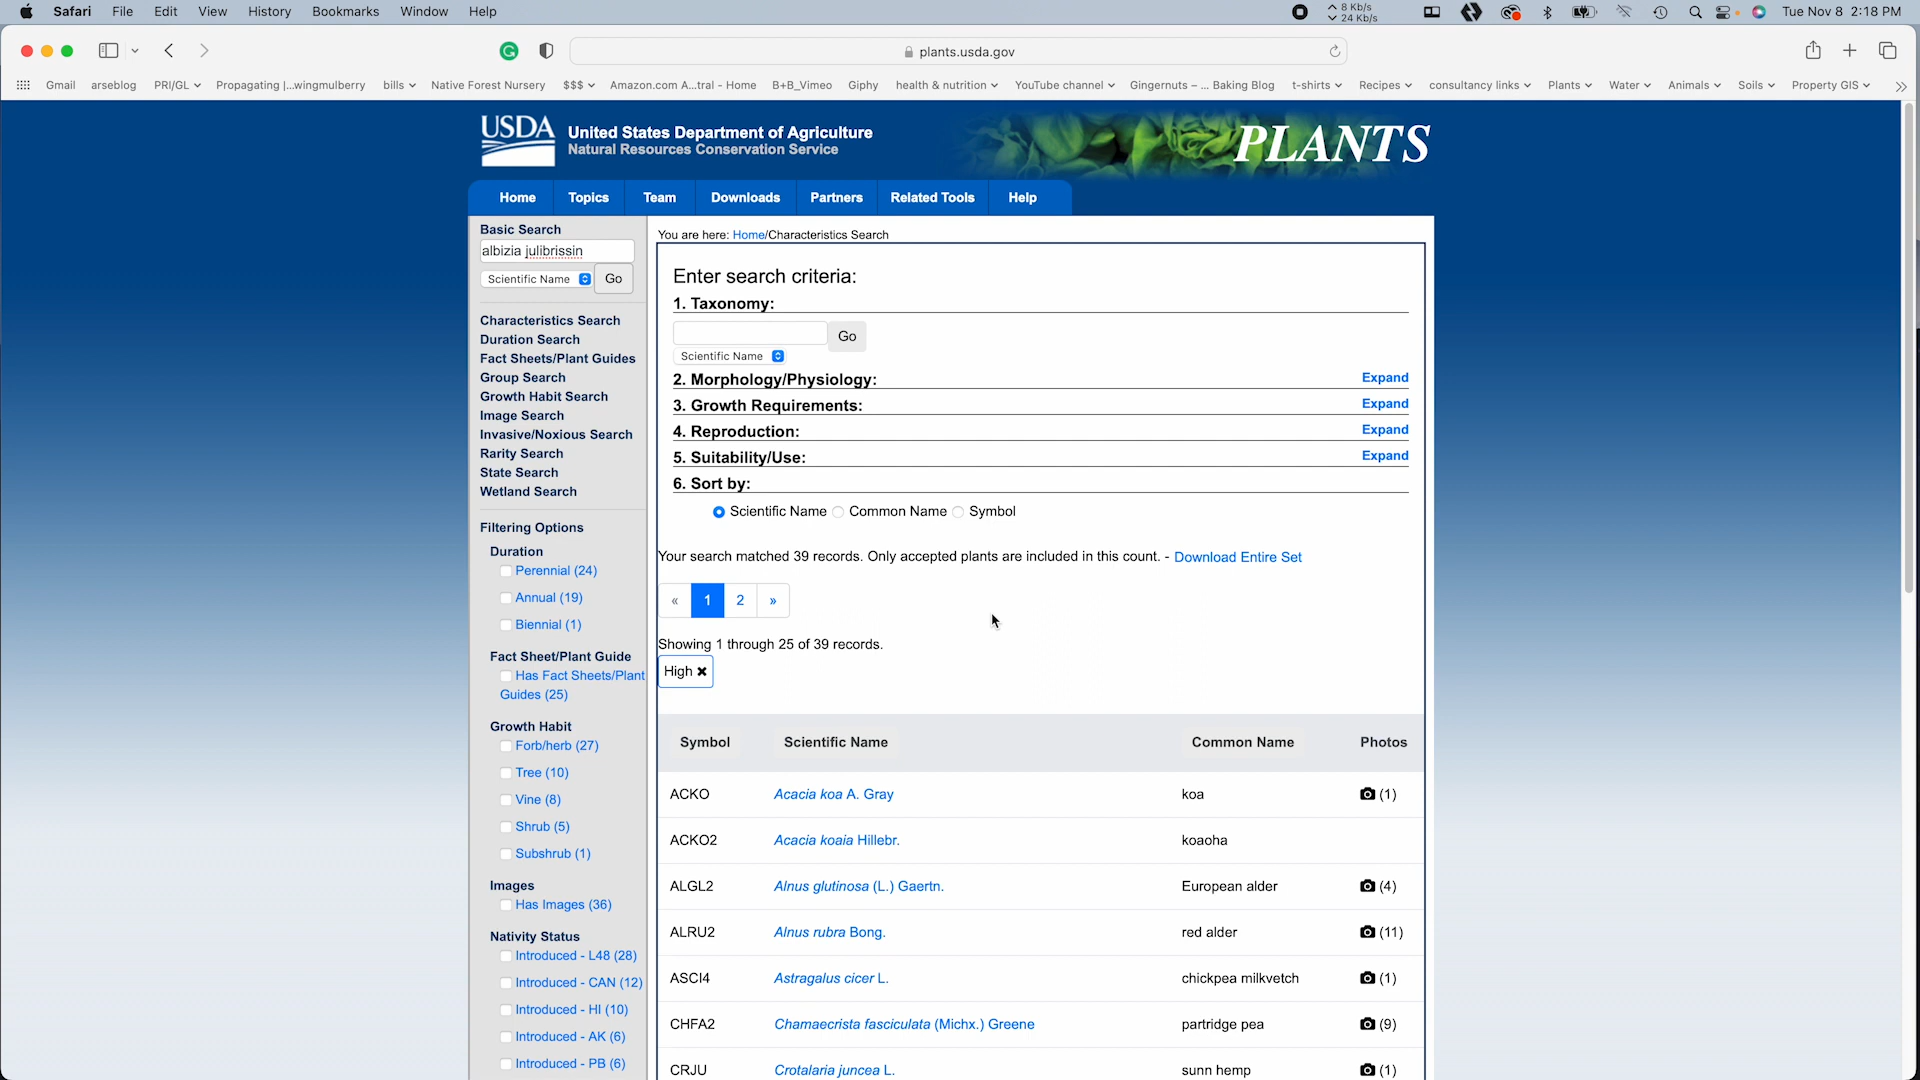 Safari File Edit View History Bookmarks Window Help 8 Kb/s 24 Kb/s Tue Nov 8 2:18 PM
plants.usda.gov
Gmail arseblog PRI/GL Propagating |...wingmulberry bills Native Forest Nursery $$$ Amazon.com A...tral - Home B+B_Vimeo Giphy health & nutrition YouTube channel Gingernuts – ... Baking Blog t-shirts Recipes consultancy links Plants Water Animals Soils Property GIS
USDA United States Department of Agriculture
Natural Resources Conservation Service
PLANTS
Home Topics Team Downloads Partners Related Tools Help
Basic Search
albizia julibrissin
Scientific Name Go
Characteristics Search
Duration Search
Fact Sheets/Plant Guides
Group Search
Growth Habit Search
Image Search
Invasive/Noxious Search
Rarity Search
State Search
Wetland Search
Filtering Options
Duration
Perennial (24)
Annual (19)
Biennial (1)
Fact Sheet/Plant Guide
Has Fact Sheets/Plant
Guides (25)
Growth Habit
Forb/herb (27)
Tree (10)
Vine (8)
Shrub (5)
Subshrub (1)
Images
Has Images (36)
Nativity Status
Introduced - L48 (28)
Introduced - CAN (12)
Introduced - HI (10)
Introduced - AK (6)
Introduced - PB (6)
You are here: Home/Characteristics Search
Enter search criteria:
1. Taxonomy:
Go
Scientific Name
2. Morphology/Physiology: Expand
3. Growth Requirements: Expand
4. Reproduction: Expand
5. Suitability/Use: Expand
6. Sort by:
Scientific Name Common Name Symbol
Your search matched 39 records. Only accepted plants are included in this count. - Download Entire Set
« 1 2 »
Showing 1 through 25 of 39 records.
High ✖
Symbol Scientific Name Common Name Photos
ACKO Acacia koa A. Gray koa (1)
ACKO2 Acacia koaia Hillebr. koaoha
ALGL2 Alnus glutinosa (L.) Gaertn. European alder (4)
ALRU2 Alnus rubra Bong. red alder (11)
ASCI4 Astragalus cicer L. chickpea milkvetch (1)
CHFA2 Chamaecrista fasciculata (Michx.) Greene partridge pea (9)
CRJU Crotalaria juncea L. sunn hemp (1)